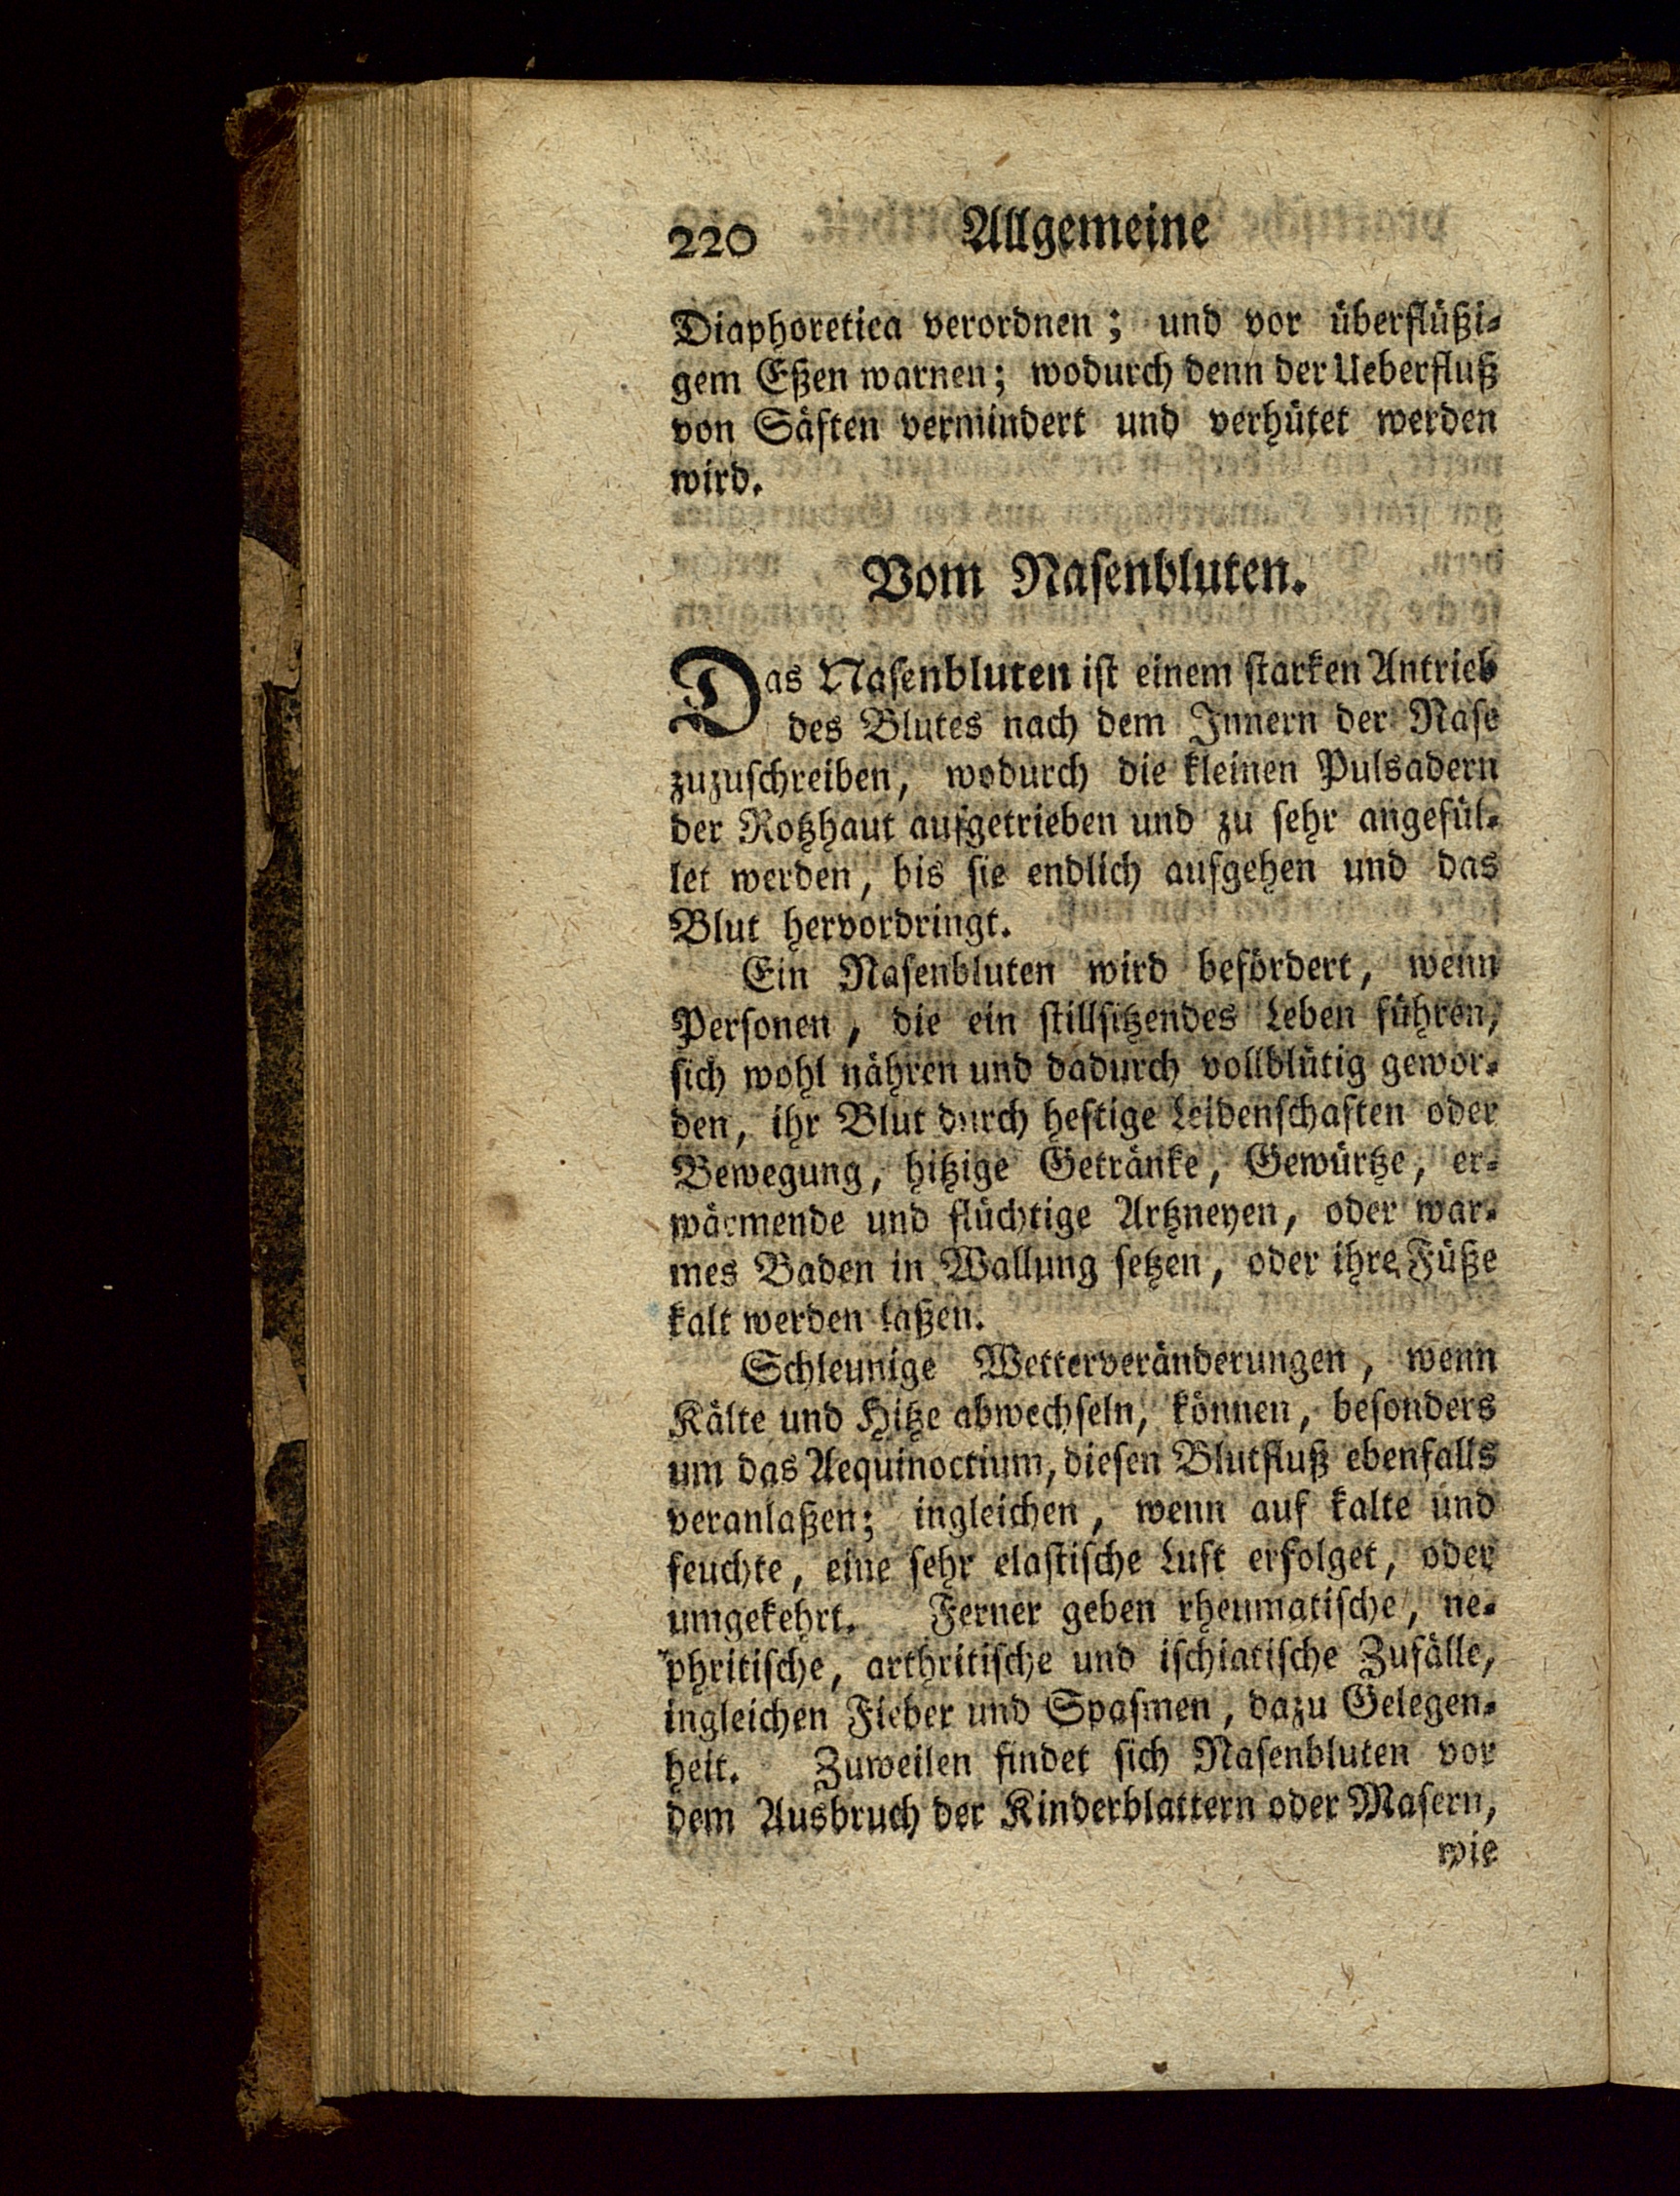 220 Allgemeine
Diaphoretica verordnen; und vor überflüßi-
gem Eßen warnen; wodurch denn der Ueberfluß
von Säften vermindert und verhütet werden
wird.
Vom Nasenbluten.
Das Nasenbluten ist einem starken Antrieb
des Blutes nach dem Innern der Nase
zuzuschreiben, wodurch die kleinen Pulsadern
der Rotzhaut aufgetrieben und zu sehr angefül-
let werden, bis sie endlich aufgehen und das
Blut hervordringt.
Ein Nasenbluten wird befördert, wenn
Personen, die ein stillsitzendes Leben führen,
sich wohl nähren und dadurch vollblütig gewor-
den, ihr Blut durch heftige Leidenschaften oder
Bewegung, hitzige Getränke, Gewürtze, er-
wärmende und flüchtige Artzneyen, oder war-
mes Baden in Wallung setzen, oder ihre Füße
kalt werden laßen.
Schleunige Wetterveränderungen, wenn
Kälte und Hitze abwechseln, können, besonders
um das Aequinoctium, diesen Blutfluß ebenfalls
veranlaßen; ingleichen, wenn auf kalte und
feuchte, eine sehr elastische Luft erfolget, oder
umgekehrt. Ferner geben rheumatische, ne-
phritische, arthritische und ischiatische Zufälle,
ingleichen Fieber und Spasmen, dazu Gelegen-
heit. Zuweilen findet sich Nasenbluten vor
dem Ausbruch der Kinderblattern oder Masern,
wie